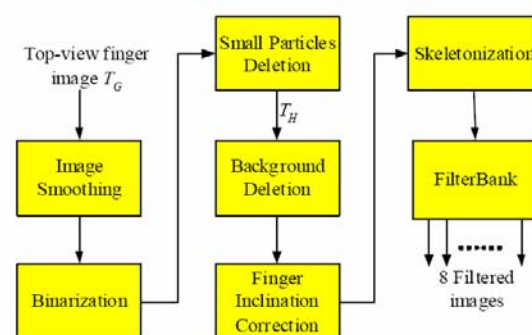 Top-view finger
image T_G
Image
Smoothing
Binarization
Small Particles
Deletion
T_H
Background
Deletion
Finger
Inclination
Correction
Skeletonization
FilterBank
8 Filtered
images